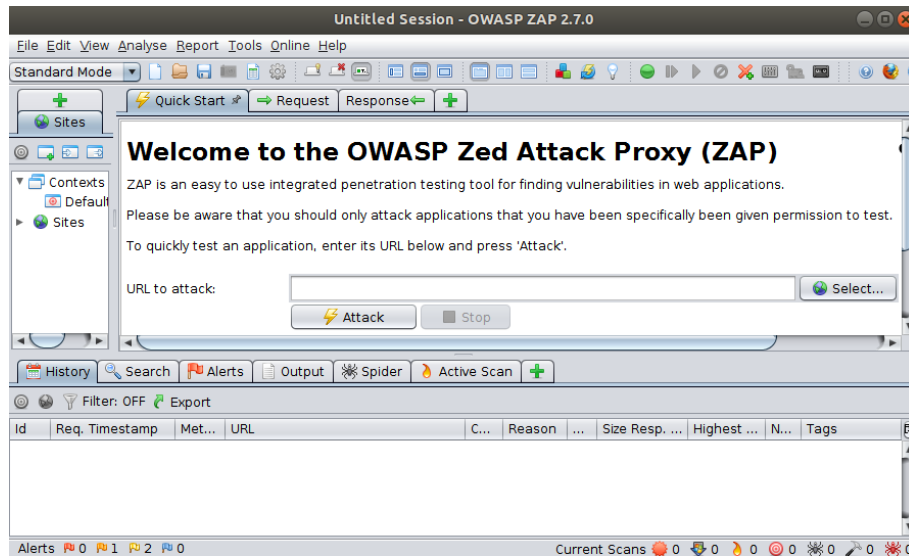 Untitled Session - OWASP ZAP 2.7.0
File Edit View Analyse Report Tools Online Help
Standard Mode
Quick Start Request Response
Sites
Welcome to the OWASP Zed Attack Proxy (ZAP)
Contexts
Default
Sites
ZAP is an easy to use integrated penetration testing tool for finding vulnerabilities in web applications.
Please be aware that you should only attack applications that you have been specifically been given permission to test.
To quickly test an application, enter its URL below and press 'Attack'.
URL to attack:
Select...
Attack Stop
History Search Alerts Output Spider Active Scan
Filter: OFF Export
Id Req. Timestamp Met... URL C... Reason ... Size Resp. ... Highest ... N... Tags
Alerts 0 1 2 0 Current Scans 0 0 0 0 0 0 0